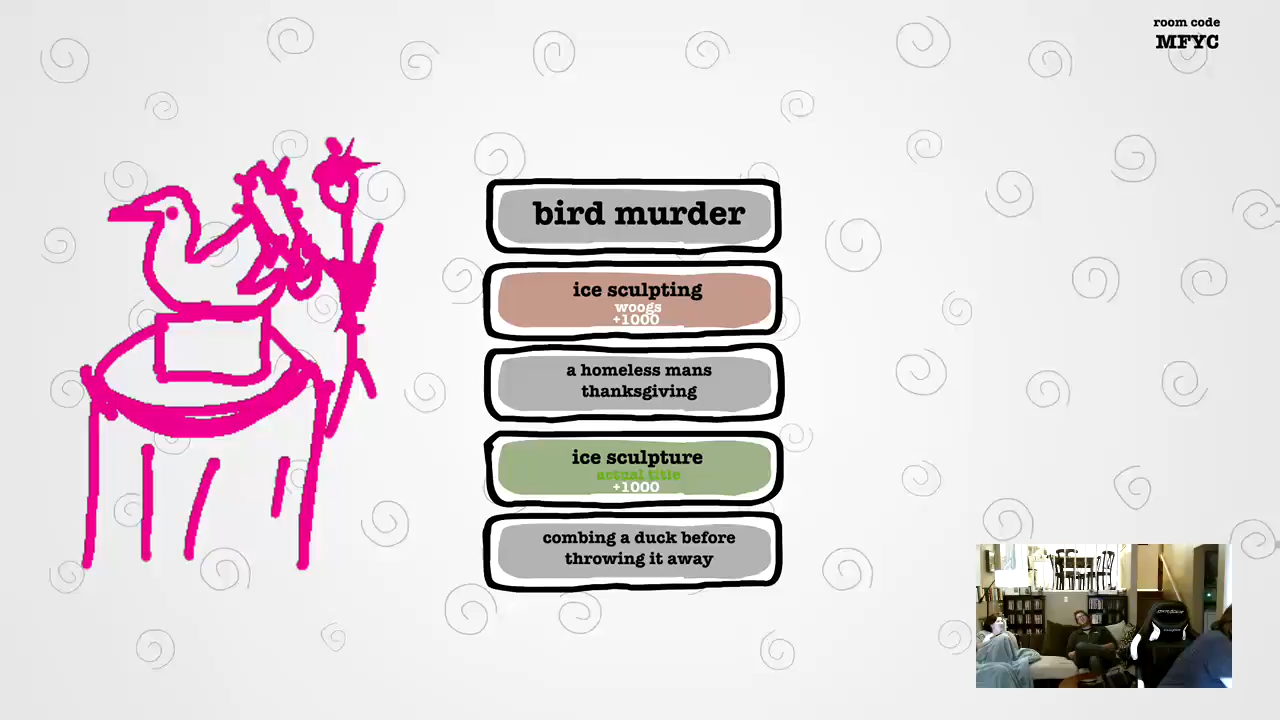 room code
MFYC
bird murder
ice sculpting
woogs
+1000
a homeless mans
thanksgiving
ice sculpture
actual title
+1000
combing a duck before
throwing it away